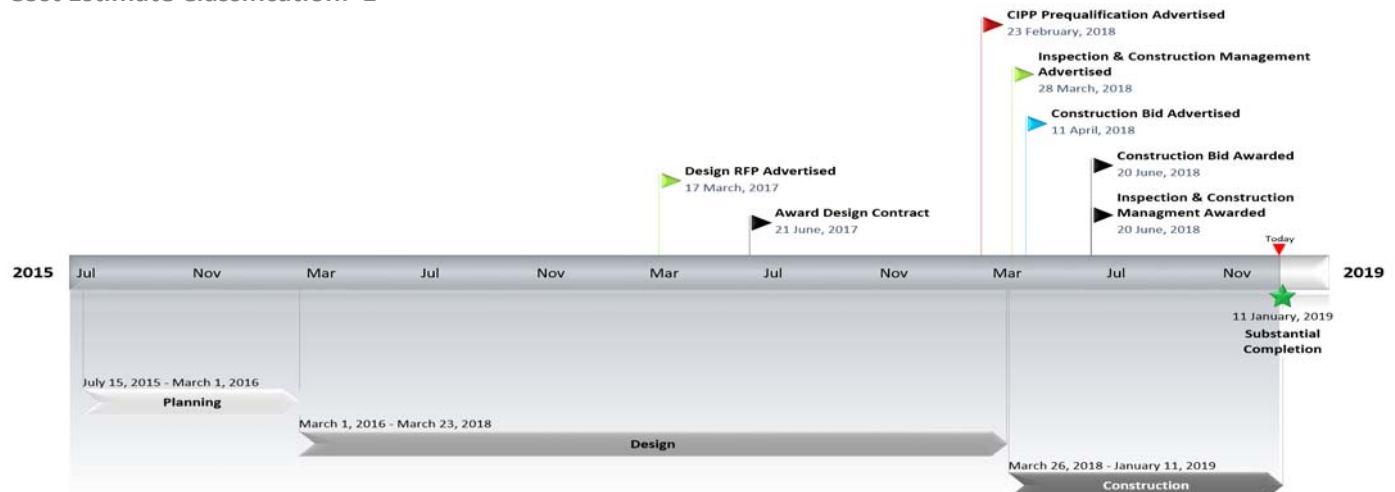 CIPP Prequalification Advertised
23 February, 2018
Inspection & Construction Management
Advertised
28 March, 2018
Construction Bid Advertised
11 April, 2018
Construction Bid Awarded
20 June, 2018
Design RFP Advertised
17 March, 2017
Inspection & Construction
Managment Awarded
20 June, 2018
Award Design Contract
21 June, 2017
Today
2015 Jul Nov Mar Jul Nov Mar Jul Nov Mar Jul Nov 2019
11 January, 2019
Substantial
Completion
July 15, 2015 - March 1, 2016
Planning
March 1, 2016 - March 23, 2018
Design
March 26, 2018 - January 11, 2019
Construction